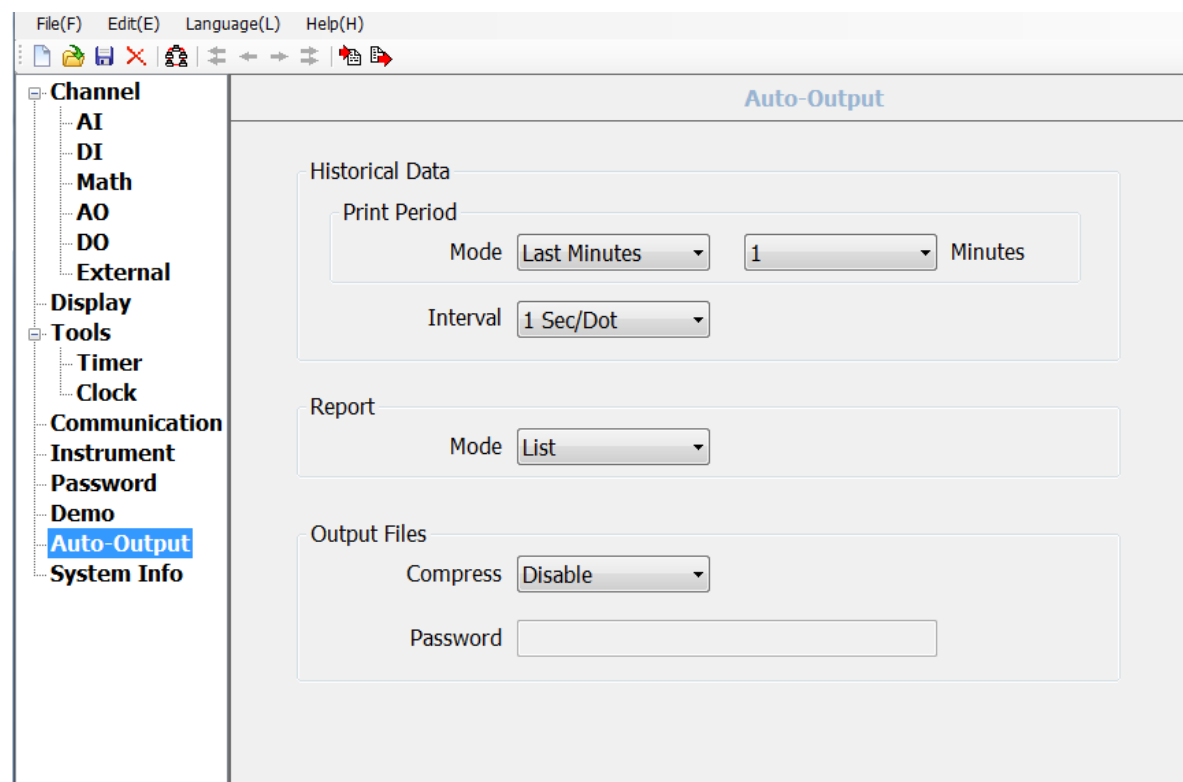 File(F) Edit(E) Language(L) Help(H)
Channel
AI
DI
Math
AO
DO
External
Display
Tools
Timer
Clock
Communication
Instrument
Password
Demo
Auto-Output
System Info
Auto-Output
Historical Data
Print Period
Mode Last Minutes 1 Minutes
Interval 1 Sec/Dot
Report
Mode List
Output Files
Compress Disable
Password